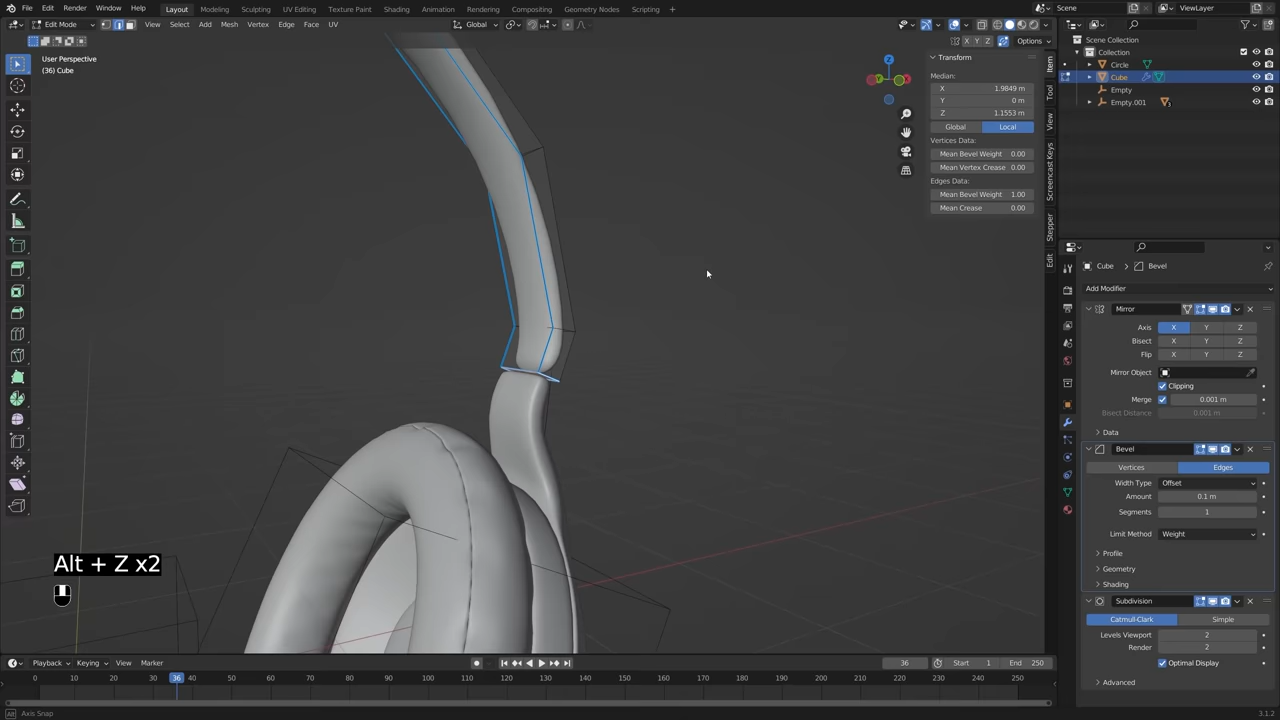 File Edit Render Window Help Layout Modeling Sculpting UV Editing Texture Paint Shading Animation Rendering Compositing Geometry Nodes Scripting + Scene ViewLayer
Edit Mode View Select Add Mesh Vertex Edge Face UV Global
X Y Z Options
User Perspective
(36) Cube
Transform
Median:
X 1.9849 m
Y 0 m
Z 1.1553 m
Global Local
Vertices Data:
Mean Bevel Weight 0.00
Mean Vertex Crease 0.00
Edges Data:
Mean Bevel Weight 1.00
Mean Crease 0.00
Item
Tool
View
Screencast Keys
Stepper
Edit
Scene Collection
Collection
Circle
Cube
Empty
Empty.001
Cube > Bevel
Add Modifier
Mirror
Axis X Y Z
Bisect X Y Z
Flip X Y Z
Mirror Object
Clipping
Merge 0.001 m
Bisect Distance 0.001 m
Data
Bevel
Vertices Edges
Width Type Offset
Amount 0.1 m
Segments 1
Limit Method Weight
Profile
Geometry
Shading
Subdivision
Catmull-Clark Simple
Levels Viewport 2
Render 2
Optimal Display
Advanced
Alt + Z x2
Playback Keying View Marker 36 Start 1 End 250
0 10 20 30 36 40 50 60 70 80 90 100 110 120 130 140 150 160 170 180 190 200 210 220 230 240 250
Axis Snap 3.1.2